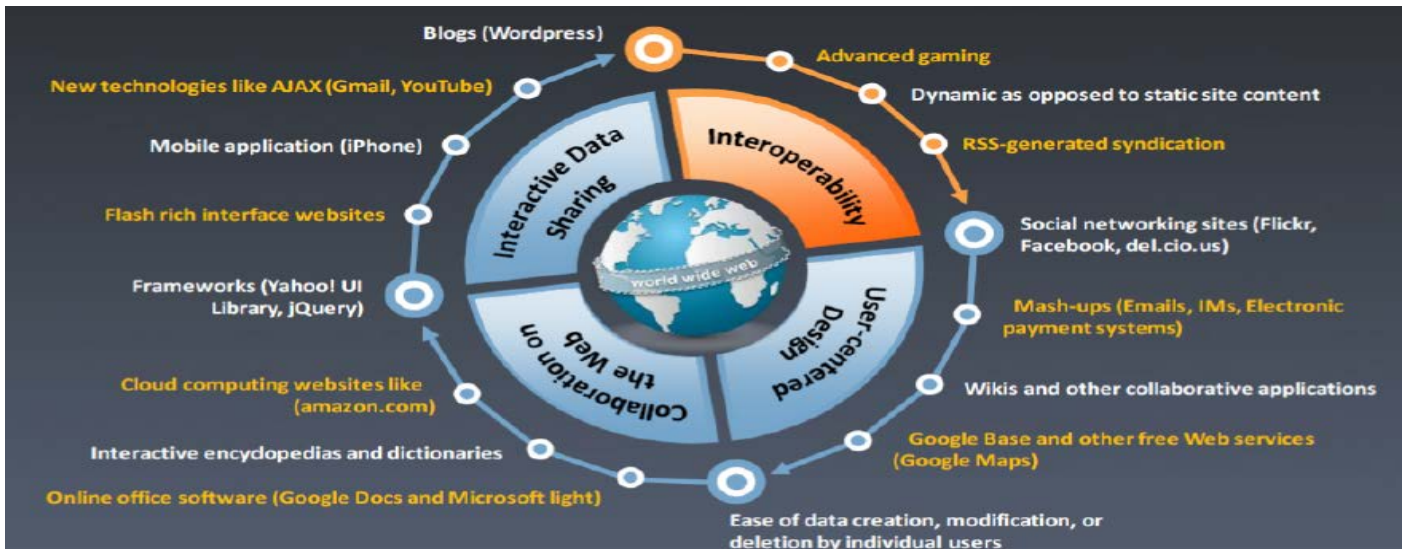 Blogs (Wordpress)
Advanced gaming
New technologies like AJAX (Gmail, YouTube)
Dynamic as opposed to static site content
Mobile application (iPhone)
RSS-generated syndication
Flash rich interface websites
Social networking sites (Flickr,
Facebook, del.cio.us)
Frameworks (Yahoo! UI
Library, jQuery)
Mash-ups (Emails, IMs, Electronic
payment systems)
Cloud computing websites like
(amazon.com)
Wikis and other collaborative applications
Interactive encyclopedias and dictionaries
Google Base and other free Web services
(Google Maps)
Online office software (Google Docs and Microsoft light)
Ease of data creation, modification, or
deletion by individual users
Interactive Data
Sharing
Interoperability
User-centered
Design
Collaboration on
the Web
world wide web